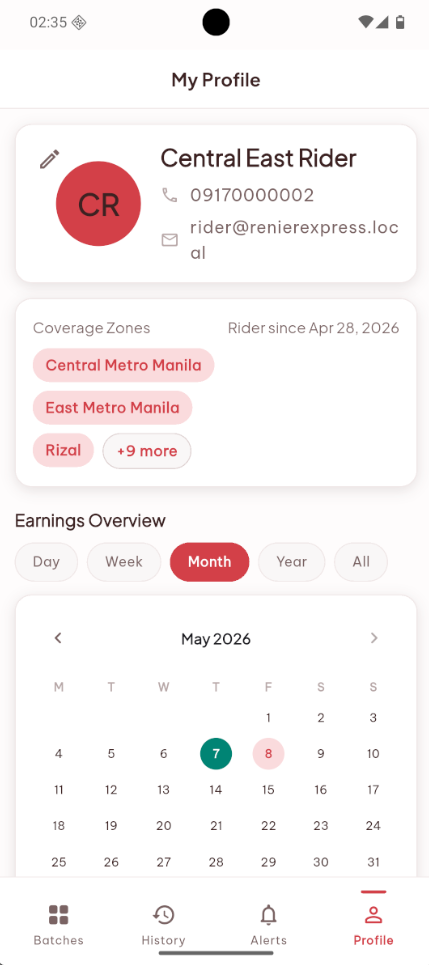 02:35
My Profile
CR
Central East Rider
09170000002
rider@renierexpress.loc
al
Coverage Zones Rider since Apr 28, 2026
Central Metro Manila
East Metro Manila
Rizal +9 more
Earnings Overview
Day Week Month Year All
May 2026
M T W T F S S
1 2 3
4 5 6 7 8 9 10
11 12 13 14 15 16 17
18 19 20 21 22 23 24
25 26 27 28 29 30 31
Batches History Alerts Profile